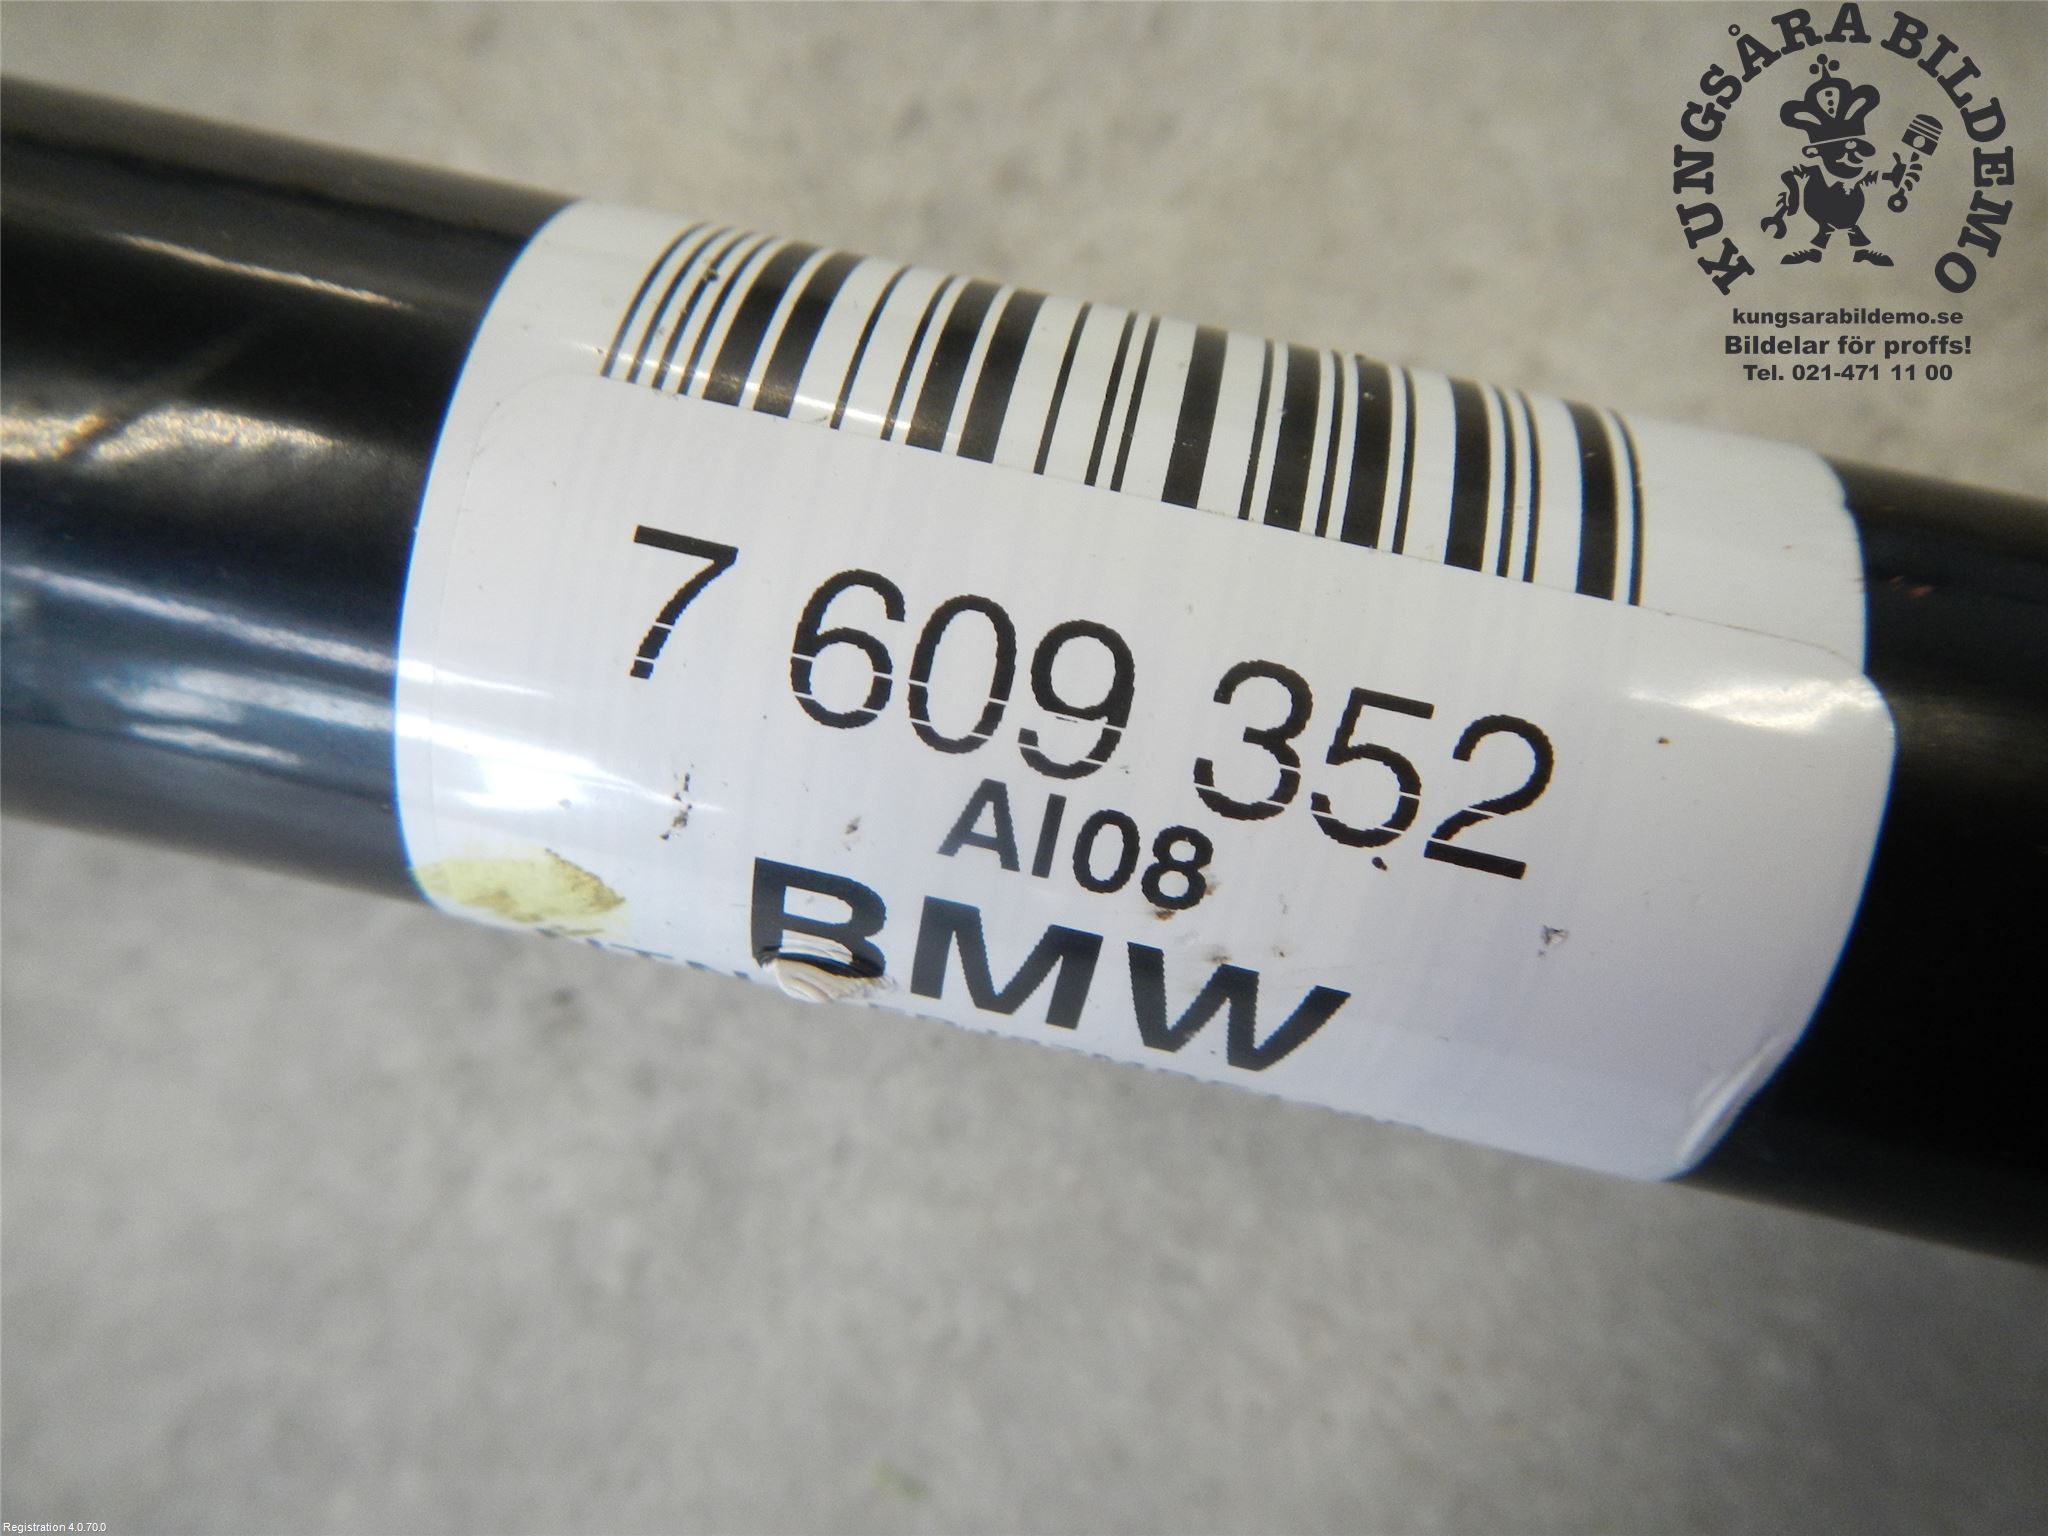 KUNGSÅRA BILDEMO
kungsarabildemo.se
Bildelar för proffs!
Tel. 021-471 11 00
7 609 352
AI08
BMW
Registration 4.0.70.0